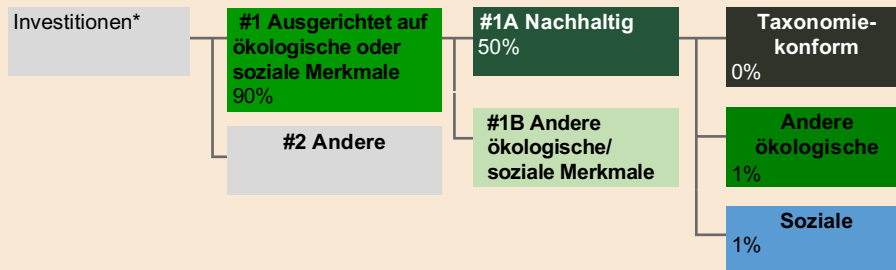 Investitionen*
#1 Ausgerichtet auf
ökologische oder
soziale Merkmale
90%
#2 Andere
#1A Nachhaltig
50%
#1B Andere
ökologische/
soziale Merkmale
Taxonomie-
konform
0%
Andere
ökologische
1%
Soziale
1%